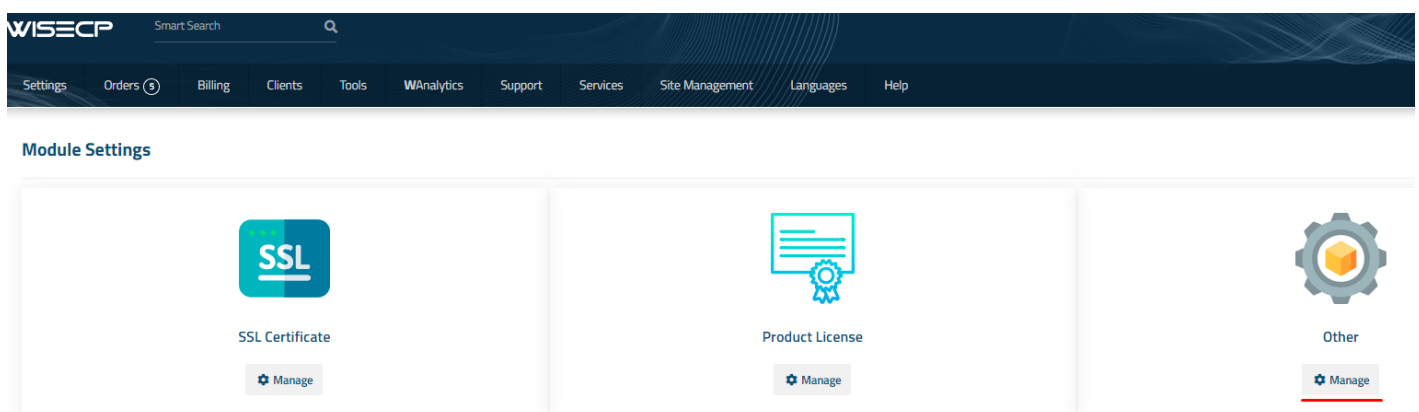 WISECP
Smart Search
Settings Orders 5 Billing Clients Tools WAnalytics Support Services Site Management Languages Help
Module Settings
SSL
SSL Certificate Product License Other
Manage Manage Manage